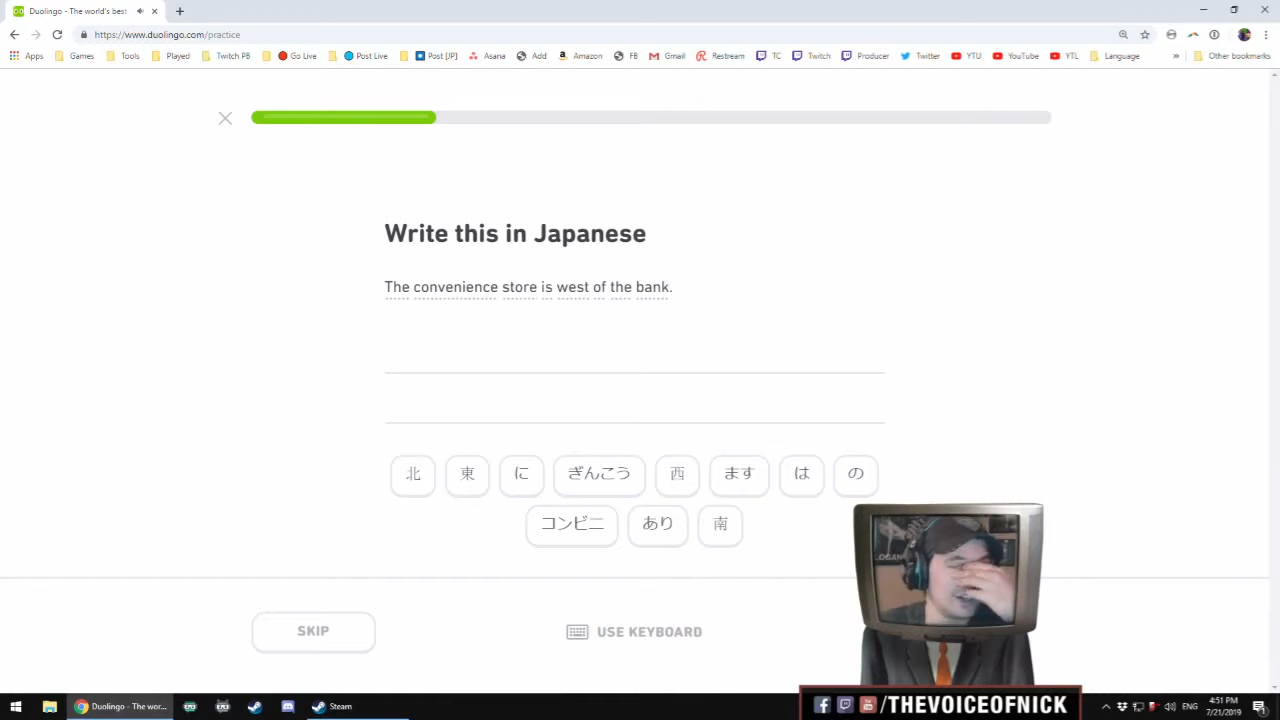 Duolingo - The world's best
https://www.duolingo.com/practice
Apps Games Tools Played Twitch PB Go Live Post Live Post [JP] Asana Add Amazon FB Gmail Restream TC Twitch Producer Twitter YTU YouTube YTL Language » Other bookmarks
Write this in Japanese
The convenience store is west of the bank.
北 東 に ぎんこう 西 ます は の
コンビニ あり 南
SKIP USE KEYBOARD
/THEVOICEOFNICK
Duolingo - The wor... Steam ENG 4:51 PM
7/21/2019